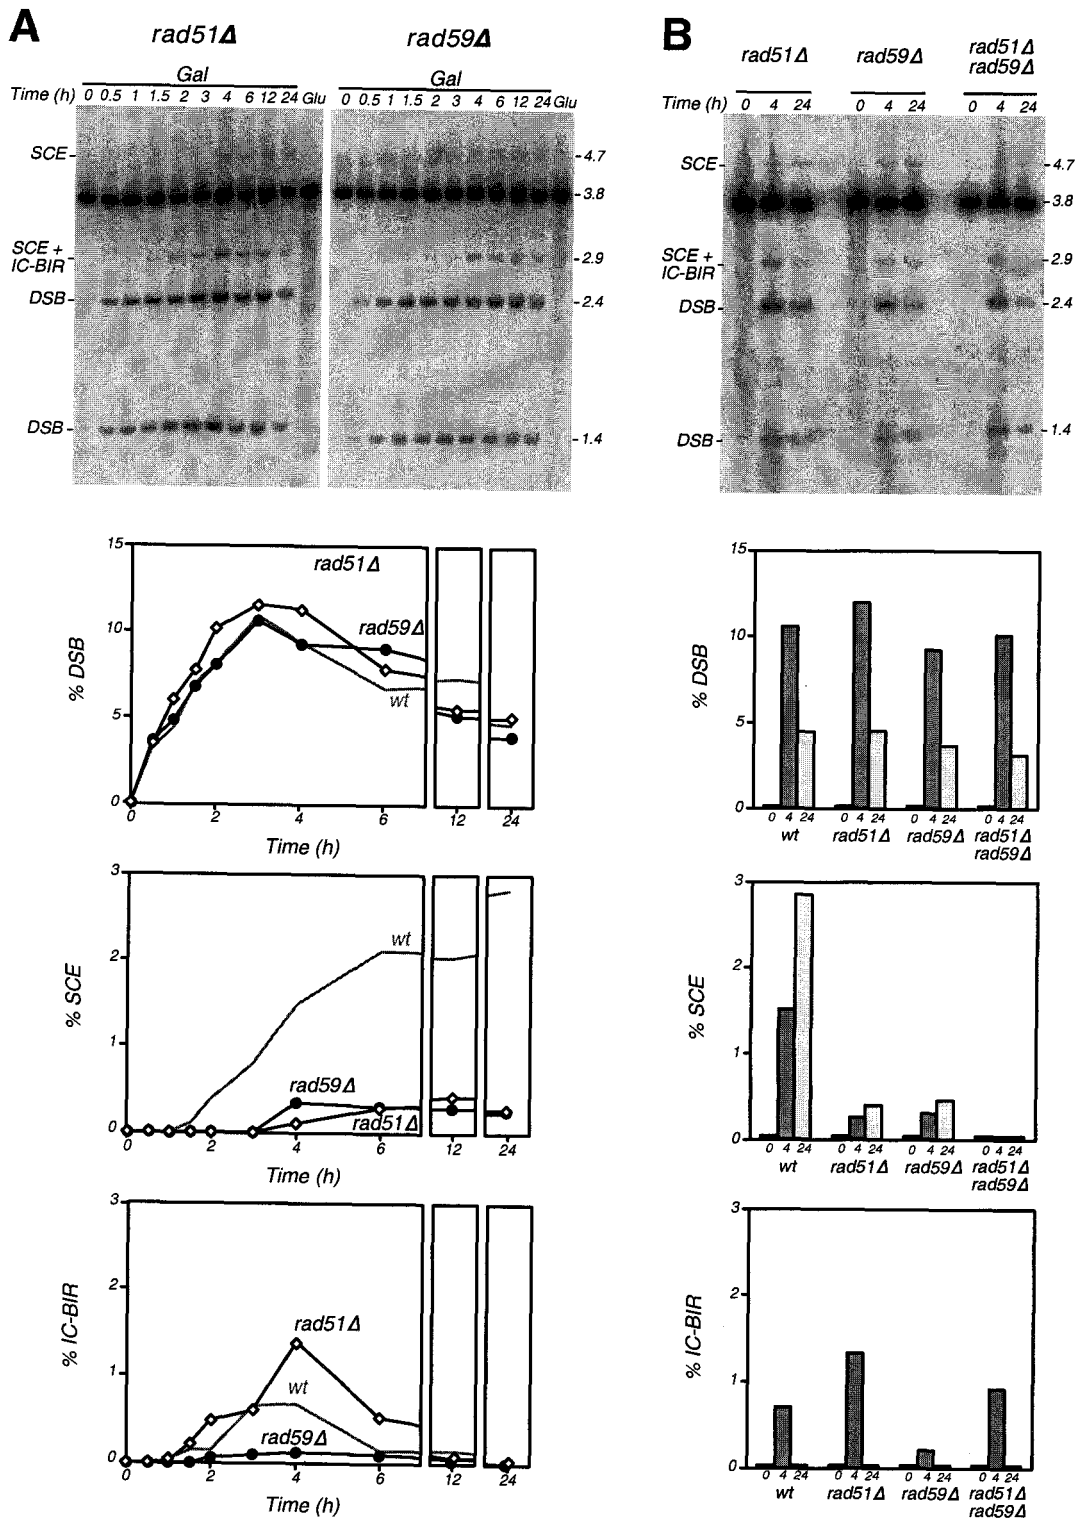 A
rad51Δ
rad59Δ
Gal
Gal
Time (h) 0 0.5 1 1.5 2 3 4 6 12 24 Glu
0 0.5 1 1.5 2 3 4 6 12 24 Glu
SCE
SCE +
IC-BIR
DSB
DSB
4.7
3.8
2.9
2.4
1.4
B
rad51Δ
rad59Δ
rad51Δ
rad59Δ
Time (h) 0 4 24 0 4 24 0 4 24
SCE
SCE +
IC-BIR
DSB
DSB
4.7
3.8
2.9
2.4
1.4
% DSB
15
10
5
0
rad51Δ
rad59Δ
wt
0 2 4 6 12 24
Time (h)
% SCE
3
2
1
0
wt
rad59Δ
rad51Δ
0 2 4 6 12 24
Time (h)
% IC-BIR
3
2
1
0
rad51Δ
wt
rad59Δ
0 2 4 6 12 24
Time (h)
% DSB
15
10
5
0
0 4 24 0 4 24 0 4 24 0 4 24
wt rad51Δ rad59Δ rad51Δ
rad59Δ
% SCE
3
2
1
0
0 4 24 0 4 24 0 4 24 0 4 24
wt rad51Δ rad59Δ rad51Δ
rad59Δ
% IC-BIR
3
2
1
0
0 4 24 0 4 24 0 4 24 0 4 24
wt rad51Δ rad59Δ rad51Δ
rad59Δ